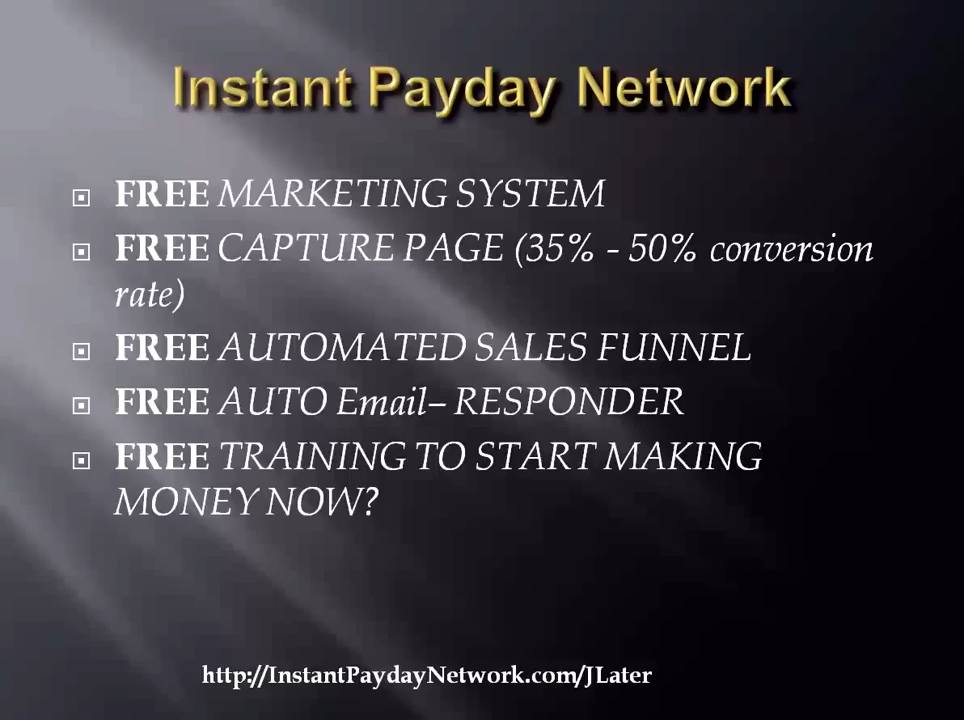 Instant Payday Network
FREE MARKETING SYSTEM
FREE CAPTURE PAGE (35% - 50% conversion
rate)
FREE AUTOMATED SALES FUNNEL
FREE AUTO Email– RESPONDER
FREE TRAINING TO START MAKING
MONEY NOW?
http://InstantPaydayNetwork.com/JLater